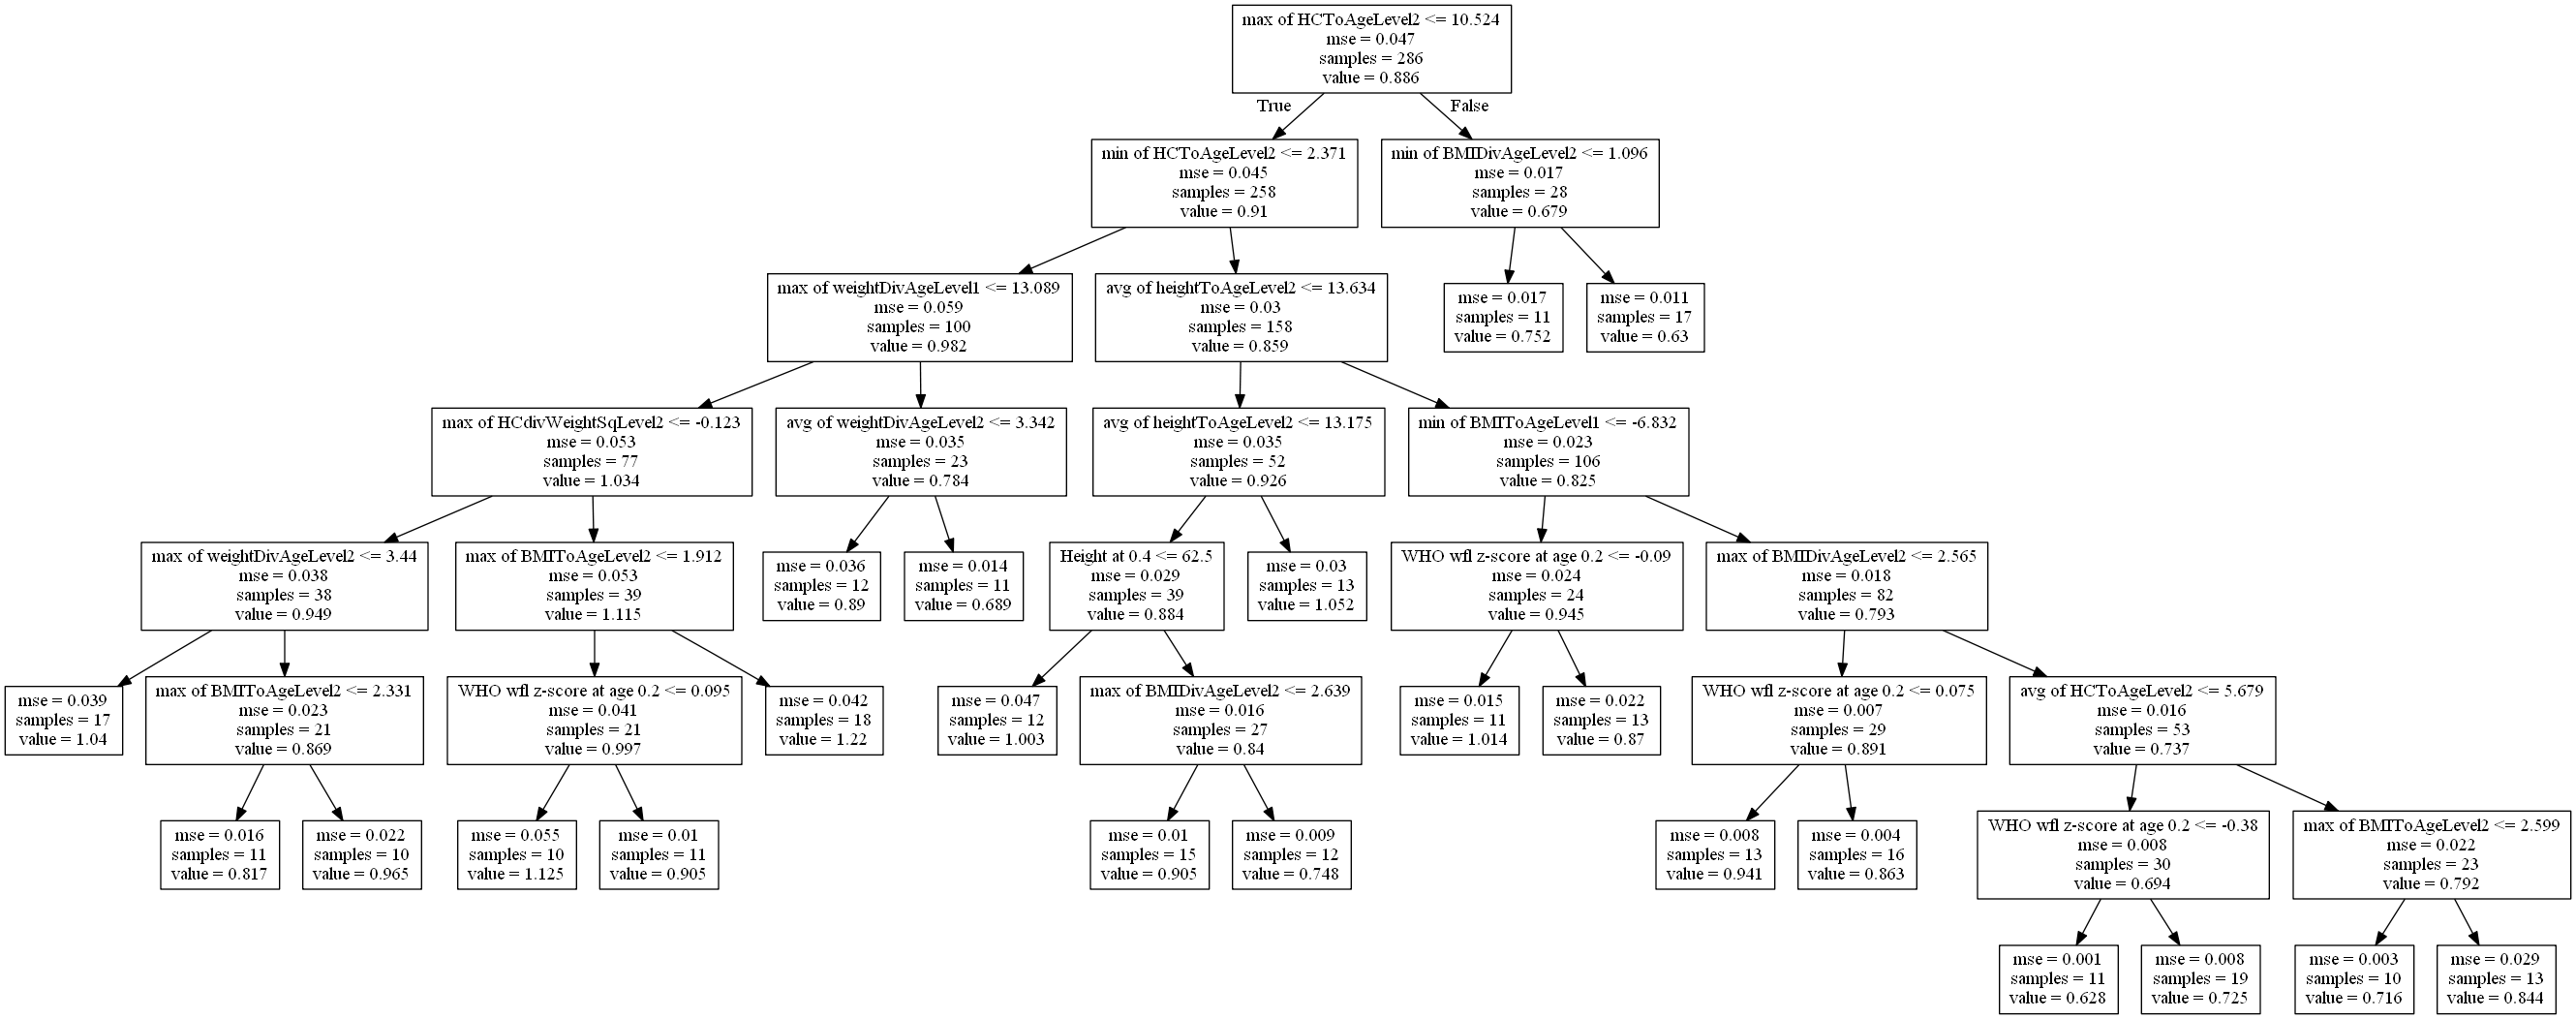 max of HCToAgeLevel2 <= 10.524
mse = 0.047
samples = 286
value = 0.886
True
False
min of HCToAgeLevel2 <= 2.371
mse = 0.045
samples = 258
value = 0.91
min of BMIDivAgeLevel2 <= 1.096
mse = 0.017
samples = 28
value = 0.679
max of weightDivAgeLevel1 <= 13.089
mse = 0.059
samples = 100
value = 0.982
avg of heightToAgeLevel2 <= 13.634
mse = 0.03
samples = 158
value = 0.859
mse = 0.017
samples = 11
value = 0.752
mse = 0.011
samples = 17
value = 0.63
max of HCdivWeightSqLevel2 <= -0.123
mse = 0.053
samples = 77
value = 1.034
avg of weightDivAgeLevel2 <= 3.342
mse = 0.035
samples = 23
value = 0.784
avg of heightToAgeLevel2 <= 13.175
mse = 0.035
samples = 52
value = 0.926
min of BMIToAgeLevel1 <= -6.832
mse = 0.023
samples = 106
value = 0.825
max of weightDivAgeLevel2 <= 3.44
mse = 0.038
samples = 38
value = 0.949
max of BMIToAgeLevel2 <= 1.912
mse = 0.053
samples = 39
value = 1.115
mse = 0.036
samples = 12
value = 0.89
mse = 0.014
samples = 11
value = 0.689
Height at 0.4 <= 62.5
mse = 0.029
samples = 39
value = 0.884
mse = 0.03
samples = 13
value = 1.052
WHO wfl z-score at age 0.2 <= -0.09
mse = 0.024
samples = 24
value = 0.945
max of BMIDivAgeLevel2 <= 2.565
mse = 0.018
samples = 82
value = 0.793
mse = 0.039
samples = 17
value = 1.04
max of BMIToAgeLevel2 <= 2.331
mse = 0.023
samples = 21
value = 0.869
WHO wfl z-score at age 0.2 <= 0.095
mse = 0.041
samples = 21
value = 0.997
mse = 0.042
samples = 18
value = 1.22
mse = 0.047
samples = 12
value = 1.003
max of BMIDivAgeLevel2 <= 2.639
mse = 0.016
samples = 27
value = 0.84
mse = 0.015
samples = 11
value = 1.014
mse = 0.022
samples = 13
value = 0.87
WHO wfl z-score at age 0.2 <= 0.075
mse = 0.007
samples = 29
value = 0.891
avg of HCToAgeLevel2 <= 5.679
mse = 0.016
samples = 53
value = 0.737
mse = 0.016
samples = 11
value = 0.817
mse = 0.022
samples = 10
value = 0.965
mse = 0.055
samples = 10
value = 1.125
mse = 0.01
samples = 11
value = 0.905
mse = 0.01
samples = 15
value = 0.905
mse = 0.009
samples = 12
value = 0.748
mse = 0.008
samples = 13
value = 0.941
mse = 0.004
samples = 16
value = 0.863
WHO wfl z-score at age 0.2 <= -0.38
mse = 0.008
samples = 30
value = 0.694
max of BMIToAgeLevel2 <= 2.599
mse = 0.022
samples = 23
value = 0.792
mse = 0.001
samples = 11
value = 0.628
mse = 0.008
samples = 19
value = 0.725
mse = 0.003
samples = 10
value = 0.716
mse = 0.029
samples = 13
value = 0.844